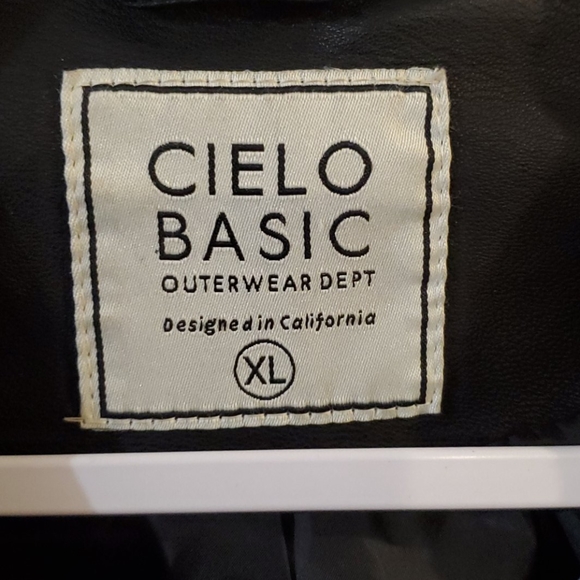 CIELO
BASIC
OUTERWEAR DEPT
Designed in California
XL